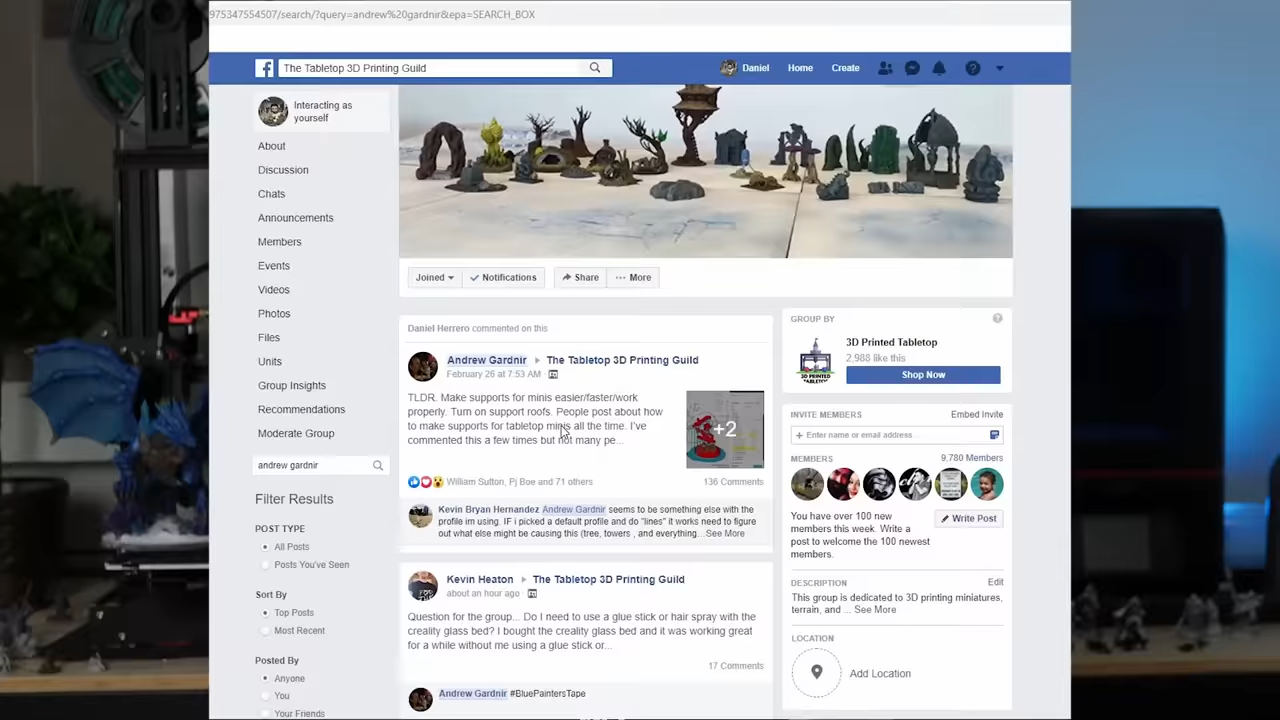 975347554507/search/?query=andrew%20gardnir&epa=SEARCH_BOX
The Tabletop 3D Printing Guild
Daniel
Home
Create
Interacting as
yourself
About
Discussion
Chats
Announcements
Members
Events
Videos
Photos
Files
Units
Group Insights
Recommendations
Moderate Group
andrew gardnir
Filter Results
POST TYPE
All Posts
Posts You've Seen
Sort By
Top Posts
Most Recent
Posted By
Anyone
You
Your Friends
Joined
Notifications
Share
More
Daniel Herrero commented on this
Andrew Gardnir
The Tabletop 3D Printing Guild
February 26 at 7:53 AM
TLDR. Make supports for minis easier/faster/work
properly. Turn on support roofs. People post about how
to make supports for tabletop minis all the time. I've
commented this a few times but not many pe...
+2
William Sutton, Pj Boe and 71 others
136 Comments
Kevin Bryan Hernandez Andrew Gardnir seems to be something else with the
profile im using. IF i picked a default profile and do "lines" it works need to figure
out what else might be causing this (tree, towers , and everything...See More
Kevin Heaton
The Tabletop 3D Printing Guild
about an hour ago
Question for the group... Do I need to use a glue stick or hair spray with the
creality glass bed? I bought the creality glass bed and it was working great
for a while without me using a glue stick or...
17 Comments
Andrew Gardnir #BluePaintersTape
GROUP BY
3D Printed Tabletop
2,988 like this
Shop Now
3D PRINTED
TABLETOP
INVITE MEMBERS
Embed Invite
+ Enter name or email address...
MEMBERS
9,780 Members
You have over 100 new
members this week. Write a
post to welcome the 100 newest
members.
Write Post
DESCRIPTION
Edit
This group is dedicated to 3D printing miniatures,
terrain, and ... See More
LOCATION
Add Location